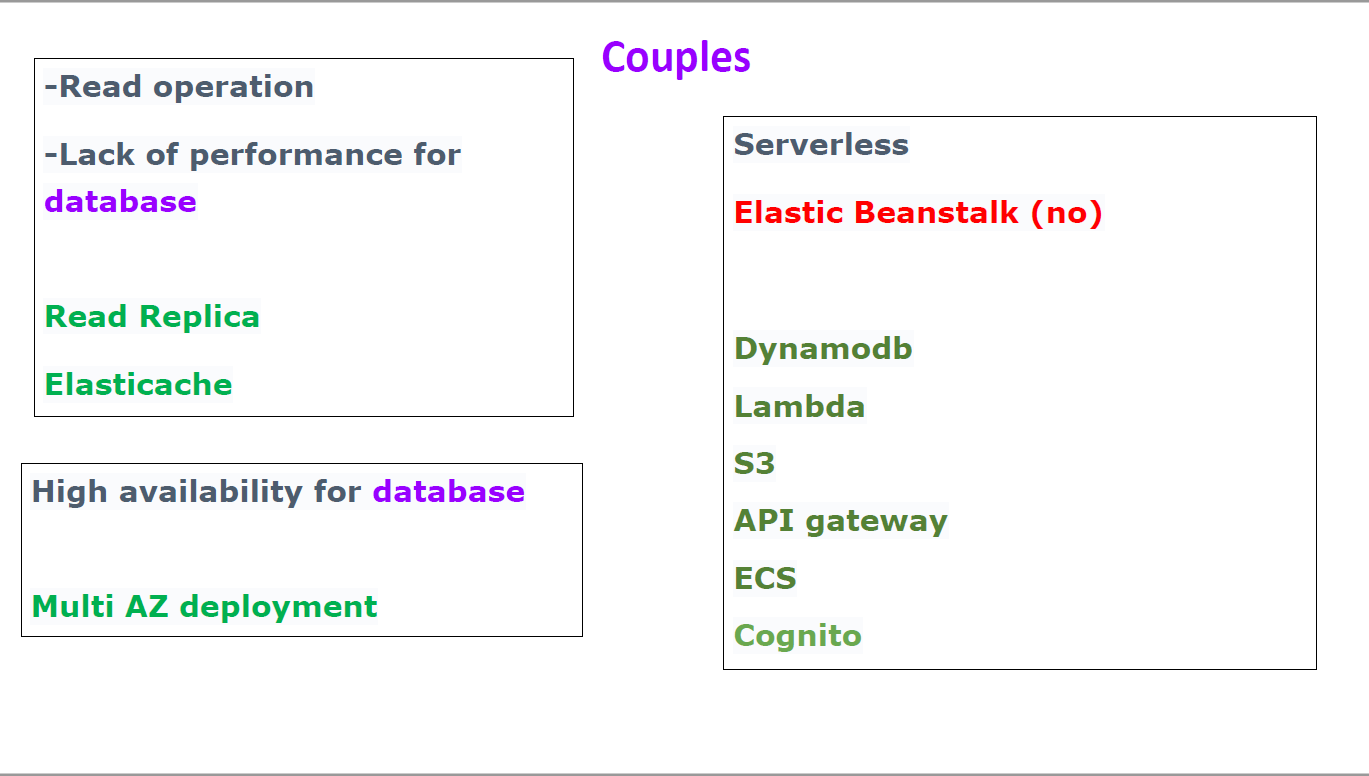 Couples
-Read operation
-Lack of performance for
database
Read Replica
Elasticache
High availability for database
Multi AZ deployment
Serverless
Elastic Beanstalk (no)
Dynamodb
Lambda
S3
API gateway
ECS
Cognito